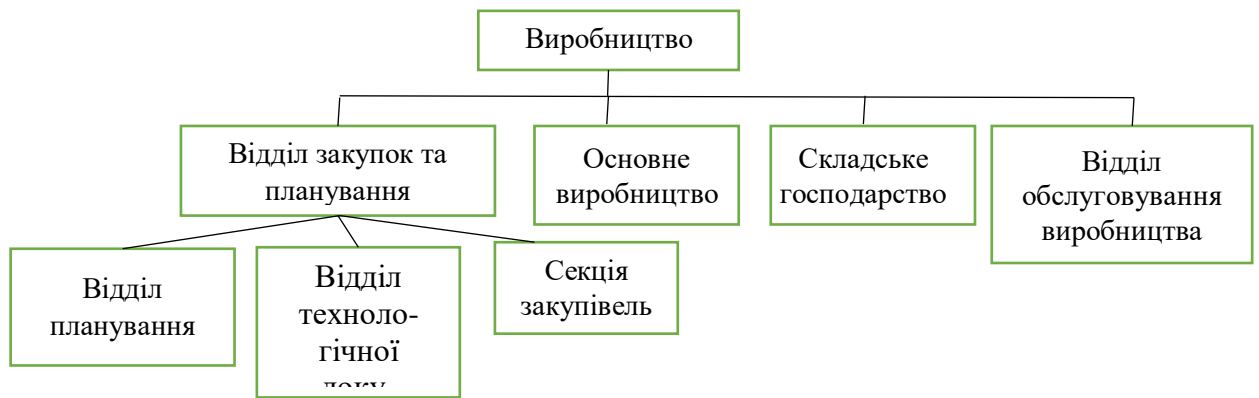 Виробництво
Відділ закупок та
планування
Основне
виробництво
Складське
господарство
Відділ
обслуговування
виробництва
Відділ
планування
Відділ
техноло-
гічної
Секція
закупівель